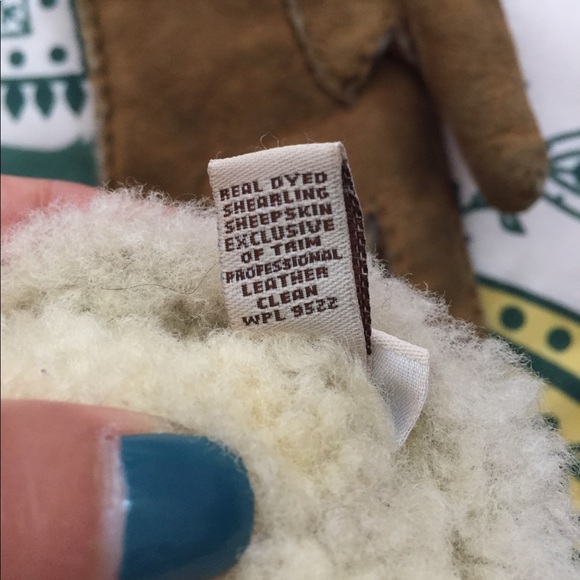 REAL DYED
SHEARLING
SHEEPSKIN
EXCLUSIVE
OF TRIM
PROFESSIONAL
LEATHER
CLEAN
WPL 9522